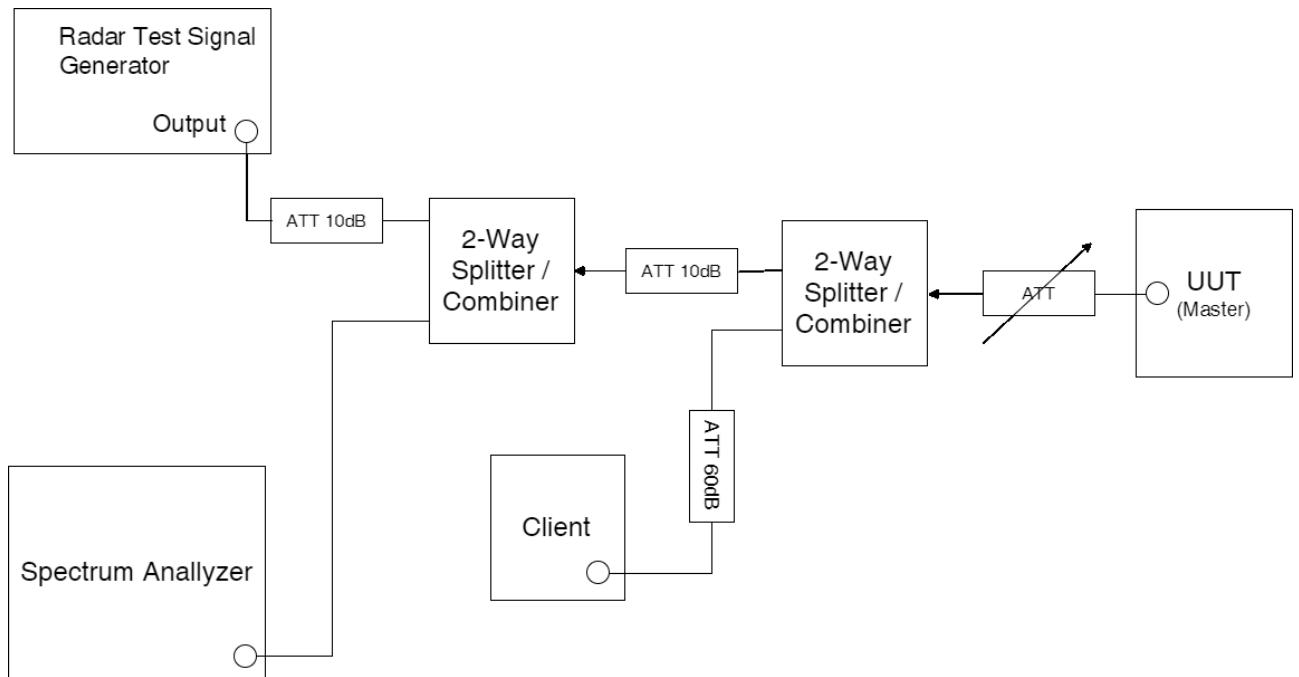 Radar Test Signal
Generator
Output
ATT 10dB
2-Way
Splitter /
Combiner
ATT 10dB
2-Way
Splitter /
Combiner
ATT
UUT
(Master)
ATT 60dB
Client
Spectrum Anallyzer